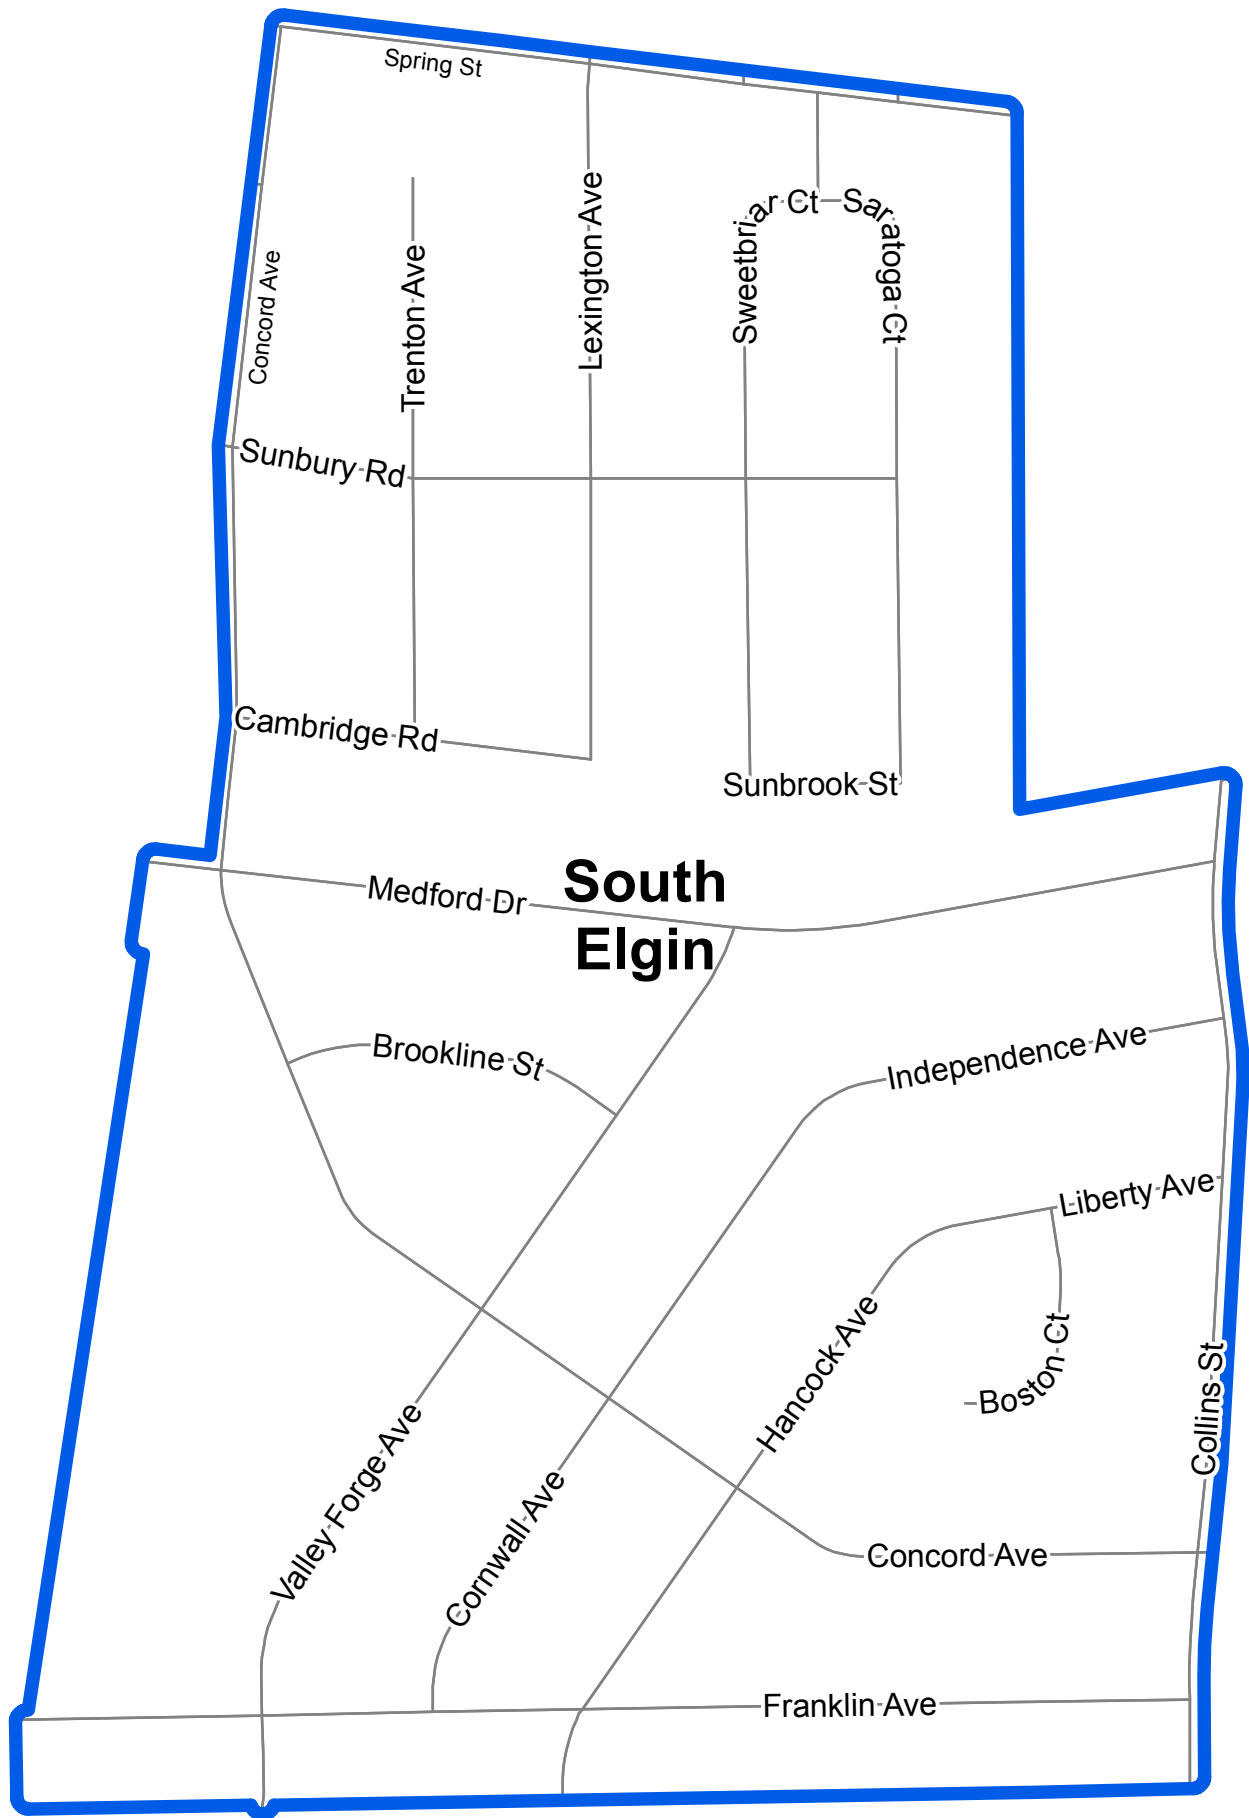 Spring St
Concord Ave
Trenton Ave
Lexington Ave
Sweetbriar Ct
Saratoga Ct
Sunbury Rd
Cambridge Rd
Sunbrook St
South
Elgin
Medford Dr
Brookline St
Independence Ave
Liberty Ave
Hancock Ave
Boston Ct
Collins St
Valley Forge Ave
Cornwall Ave
Concord Ave
Franklin Ave